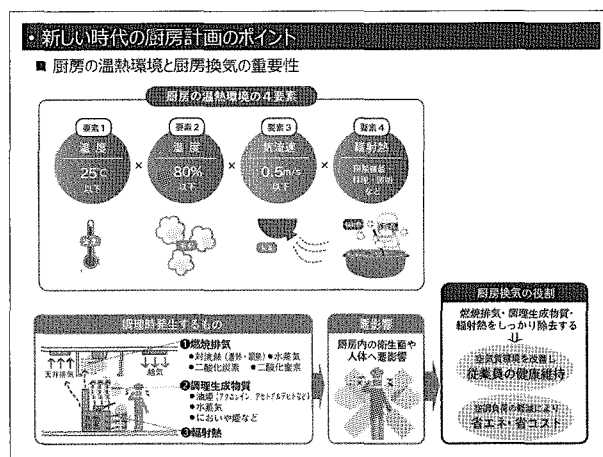 ・新しい時代の厨房計画のポイント
■ 厨房の温熱環境と厨房換気の重要性
厨房の温熱環境の4要素
要素1
温度
25℃
以下
×
要素2
湿度
80%
以下
×
要素3
気流速
0.5m/s
以下
×
要素4
輻射熱
など
調理時発生するもの
天井排気
給気
❶燃焼排気
●対流熱(温熱・顕熱)●水蒸気
●二酸化炭素 ●二酸化窒素
❷調理生成物質
●油煙(アクロレイン、アセトアルデヒトなど)
●水蒸気
●においや煙など
❸輻射熱
悪影響
厨房内の衛生面や
人体へ悪影響
厨房換気の役割
燃焼排気・調理生成物質・
輻射熱をしっかり除去する
空気質環境を改善し
従業員の健康維持
空調負荷の軽減により
省エネ・省コスト